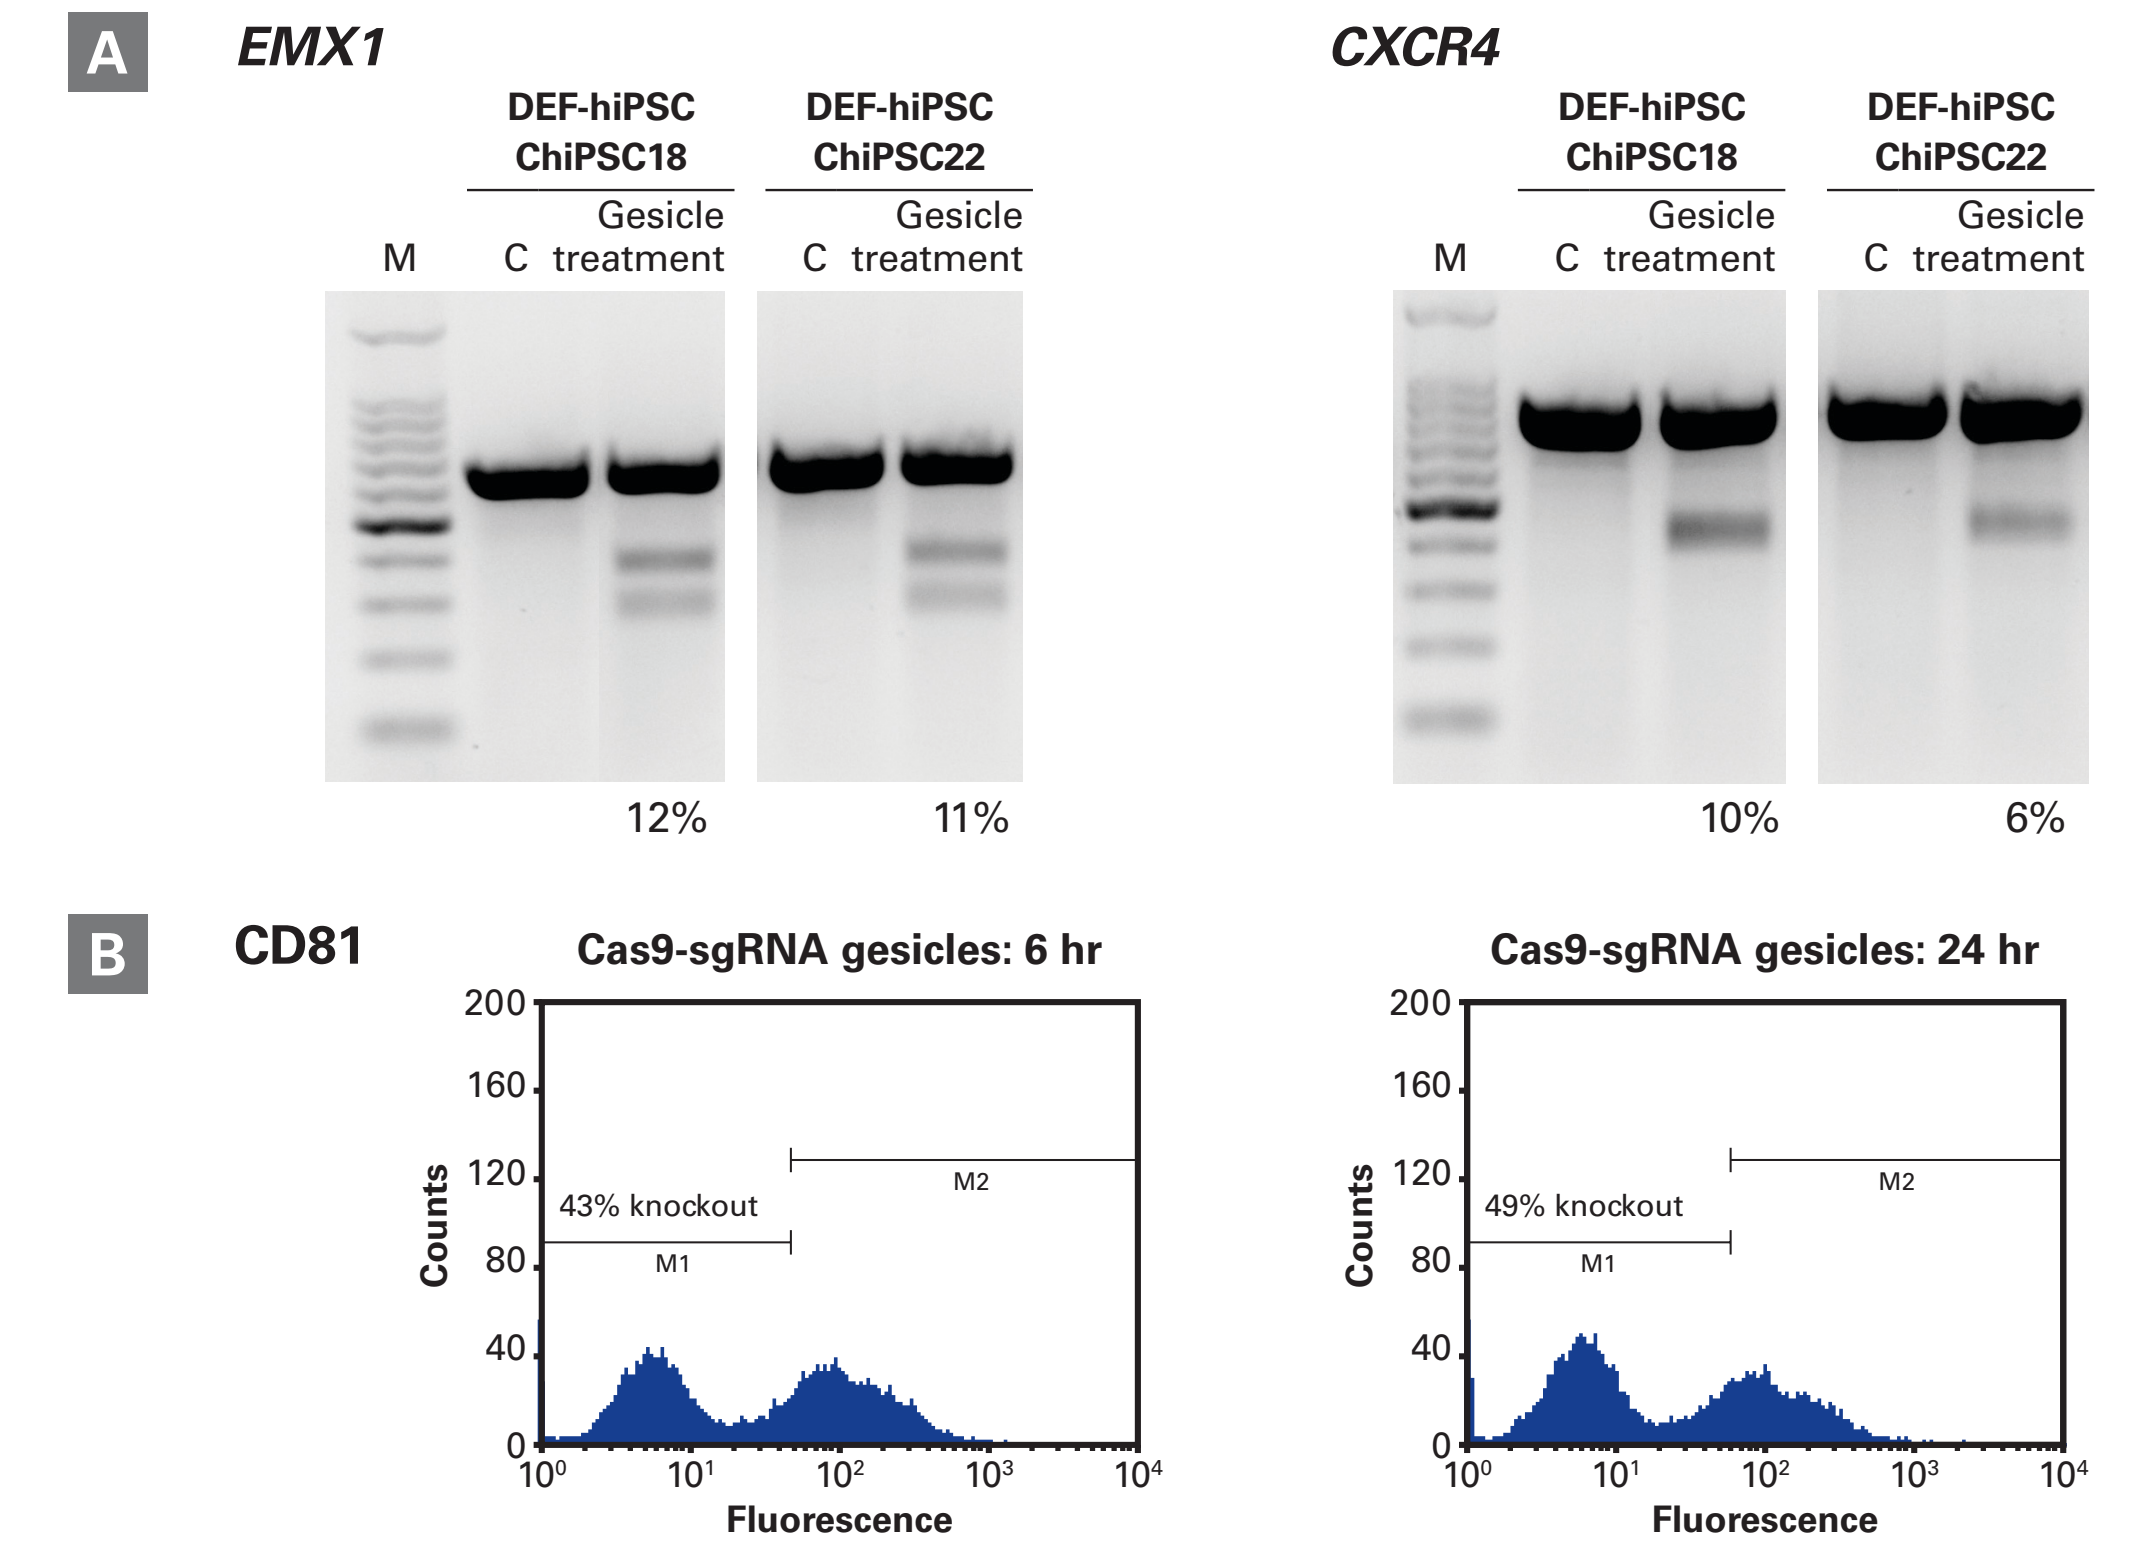 A
EMX1
DEF-hiPSC
ChiPSC18
DEF-hiPSC
ChiPSC22
M
C
Gesicle
treatment
C
Gesicle
treatment
12%
11%
CXCR4
DEF-hiPSC
ChiPSC18
DEF-hiPSC
ChiPSC22
M
C
Gesicle
treatment
C
Gesicle
treatment
10%
6%
B
CD81
Cas9-sgRNA gesicles: 6 hr
Counts
200
160
120
80
40
0
M2
43% knockout
M1
10⁰ 10¹ 10² 10³ 10⁴
Fluorescence
Cas9-sgRNA gesicles: 24 hr
Counts
200
160
120
80
40
0
M2
49% knockout
M1
10⁰ 10¹ 10² 10³ 10⁴
Fluorescence